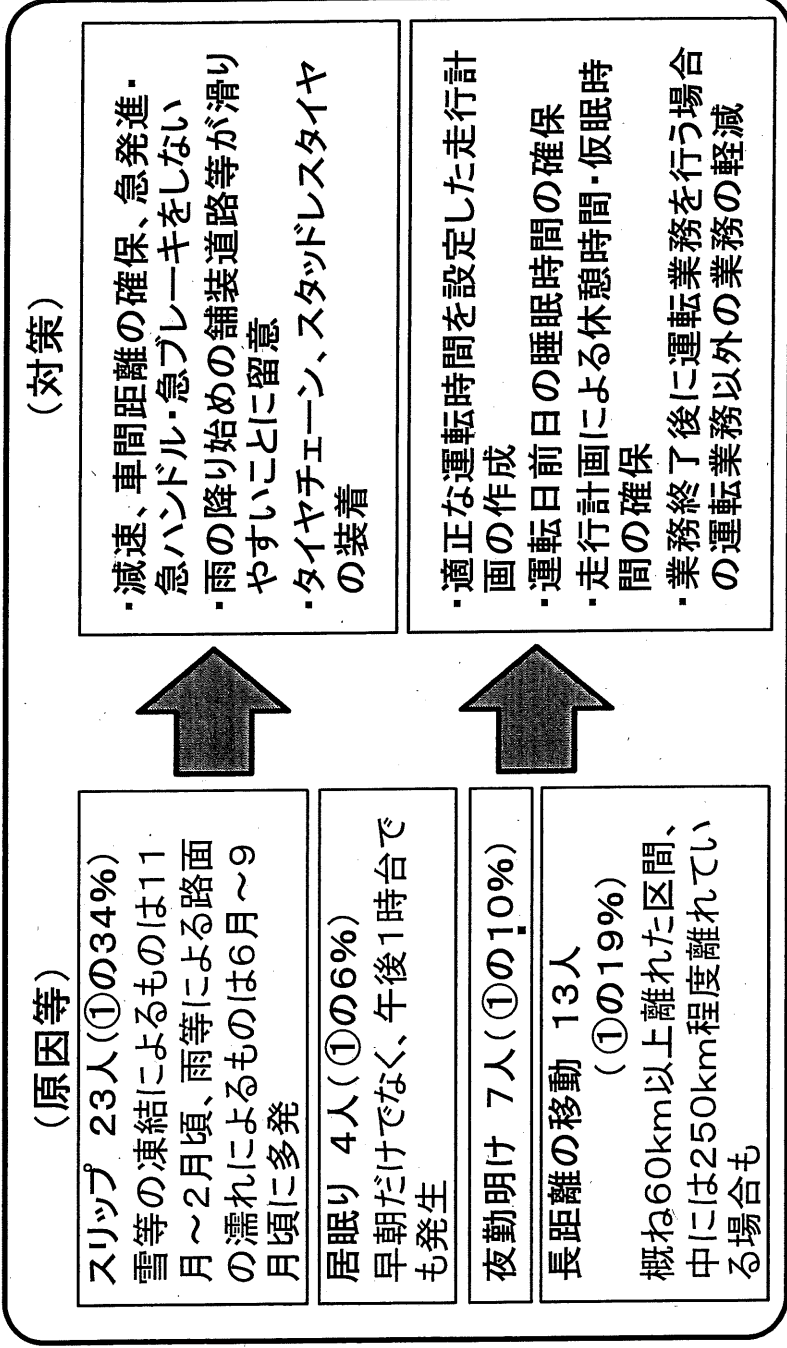 (原因等)
スリップ 23人(①の34%)
雪等の凍結によるものは11
月~2月頃、雨等による路面
の濡れによるものは6月~9
月頃に多発
居眠り 4人(①の6%)
早朝だけでなく、午後1時台で
も発生
夜勤明け 7人(①の10%)
長距離の移動 13人
(①の19%)
概ね60km以上離れた区間、
中には250km程度離れてい
る場合も
(対策)
・減速、車間距離の確保、急発進・
急ハンドル・急ブレーキをしない
・雨の降り始めの舗装道路等が滑り
やすいことに留意
・タイヤチェーン、スタッドレスタイヤ
の装着
・適正な運転時間を設定した走行計
画の作成
・運転日前日の睡眠時間の確保
・走行計画による休憩時間・仮眠時
間の確保
・業務終了後に運転業務を行う場合
の運転業務以外の業務の軽減